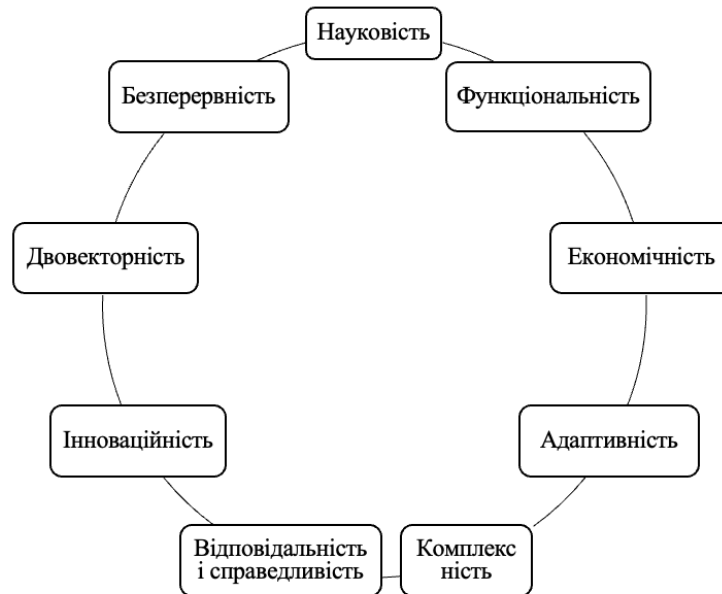 Науковість
Безперервність
Функціональність
Двовекторність
Економічність
Інноваційність
Адаптивність
Відповідальність
і справедливість
Комплекс
ність